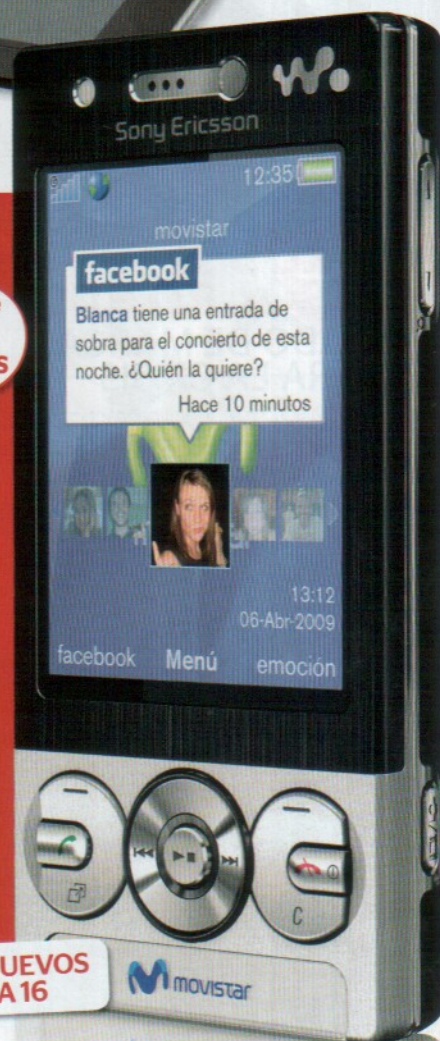 Sony Ericsson
12:35
movistar
facebook
Blanca tiene una entrada de
sobra para el concierto de esta
noche. ¿Quién la quiere?
Hace 10 minutos
13:12
06-Abr-2009
facebook Menú emoción
C
UEVOS
A 16
movistar
S